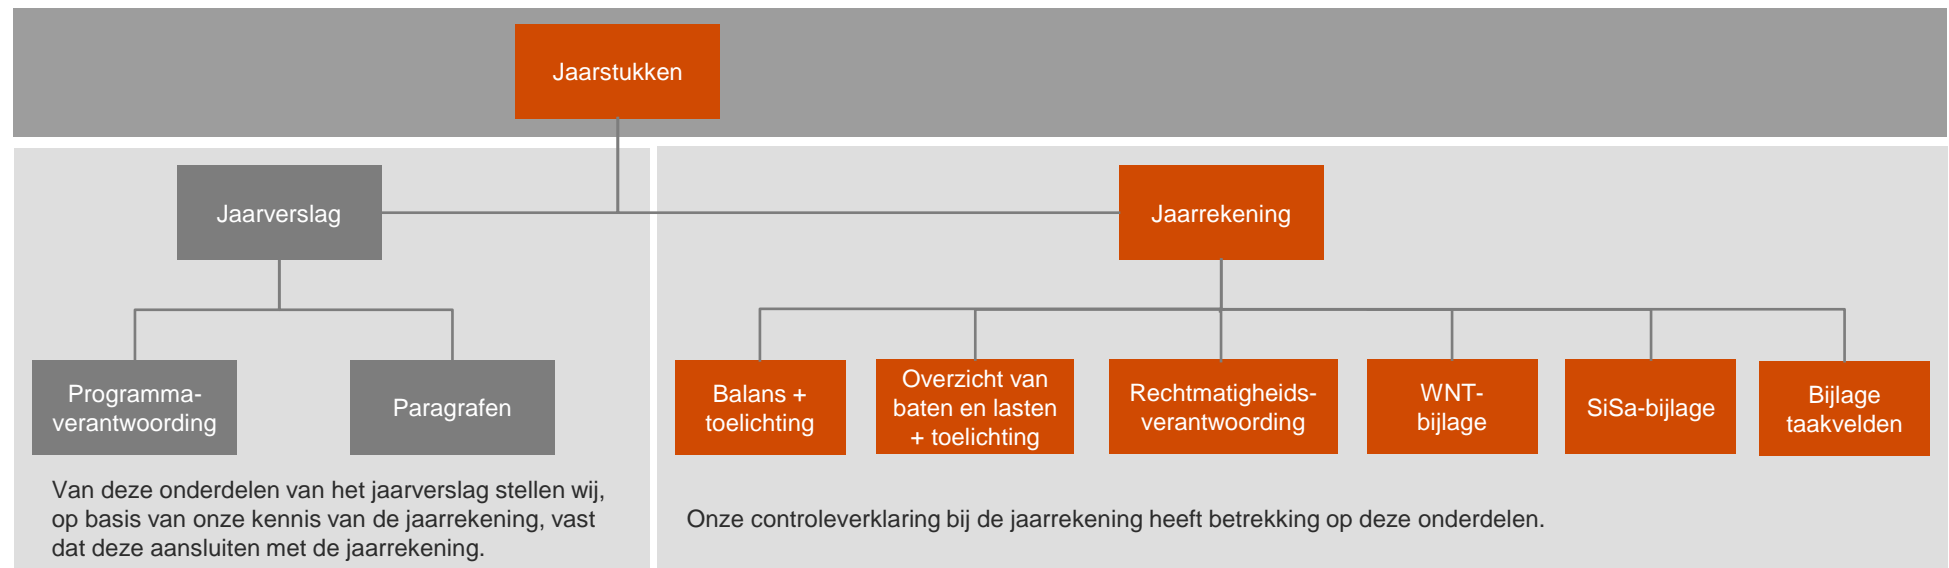 Jaarstukken
Jaarverslag
Jaarrekening
Programma-
verantwoording
Paragrafen
Balans +
toelichting
Overzicht van
baten en lasten
+ toelichting
Rechtmatigheids-
verantwoording
WNT-
bijlage
SiSa-bijlage
Bijlage
taakvelden
Van deze onderdelen van het jaarverslag stellen wij,
op basis van onze kennis van de jaarrekening, vast
dat deze aansluiten met de jaarrekening.
Onze controleverklaring bij de jaarrekening heeft betrekking op deze onderdelen.